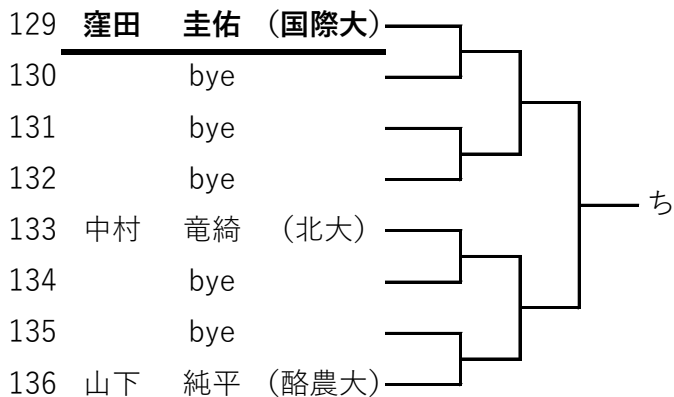 129 窪田 圭佑 (国際大)
130 bye
131 bye
132 bye
ち
133 中村 竜綺 (北大)
134 bye
135 bye
136 山下 純平 (酪農大)